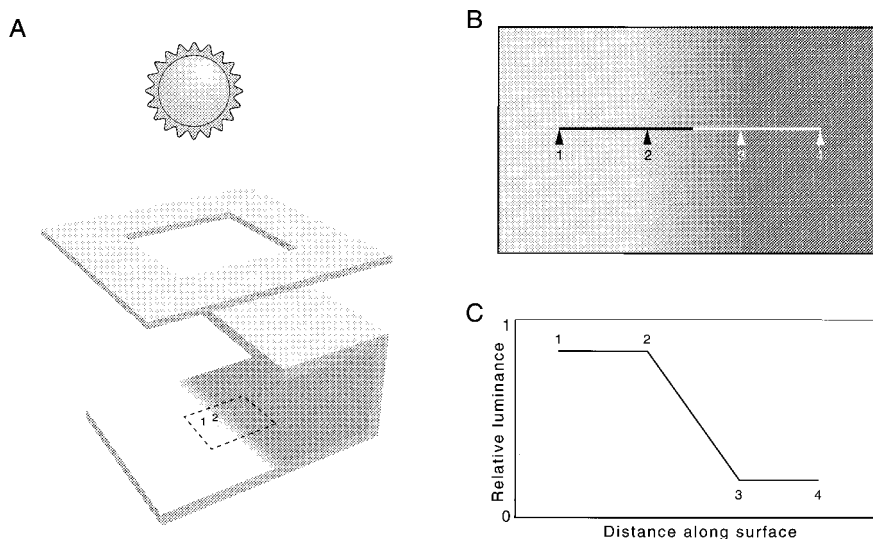 A
1 2
B
1 2 3 4
C
Relative luminance
1
0
1 2
3 4
Distance along surface